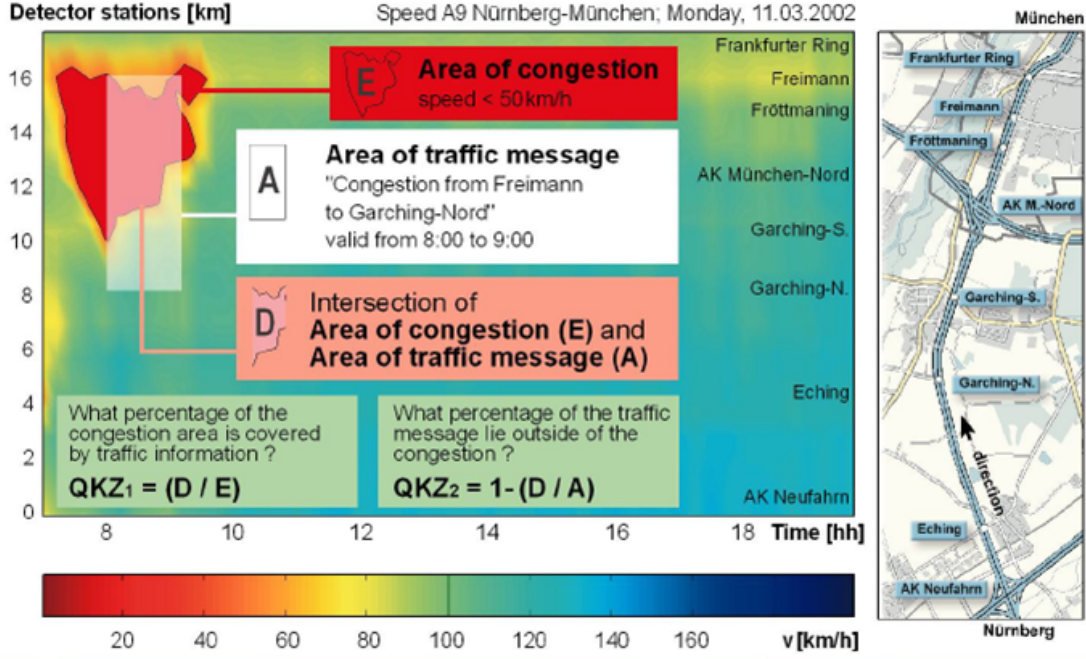 Detector stations [km]
Speed A9 Nürnberg-München; Monday, 11.03.2002
16
14
12
10
8
6
4
2
0
E
Area of congestion
speed < 50km/h
A
Area of traffic message
"Congestion from Freimann
to Garching-Nord"
valid from 8:00 to 9:00
D
Intersection of
Area of congestion (E) and
Area of traffic message (A)
What percentage of the
congestion area is covered
by traffic information ?
QKZ₁ = (D / E)
What percentage of the traffic
message lie outside of the
congestion ?
QKZ₂ = 1-(D / A)
Frankfurter Ring
Freimann
Fröttmaning
AK München-Nord
Garching-S.
Garching-N.
Eching
AK Neufahrn
8 10 12 14 16 18 Time [hh]
20 40 60 80 100 120 140 160 v[km/h]
München
Frankfurter Ring
Freimann
Fröttmaning
AK M.-Nord
Garching-S.
Garching-N.
direction
Eching
AK Neufahrn
Nürnberg